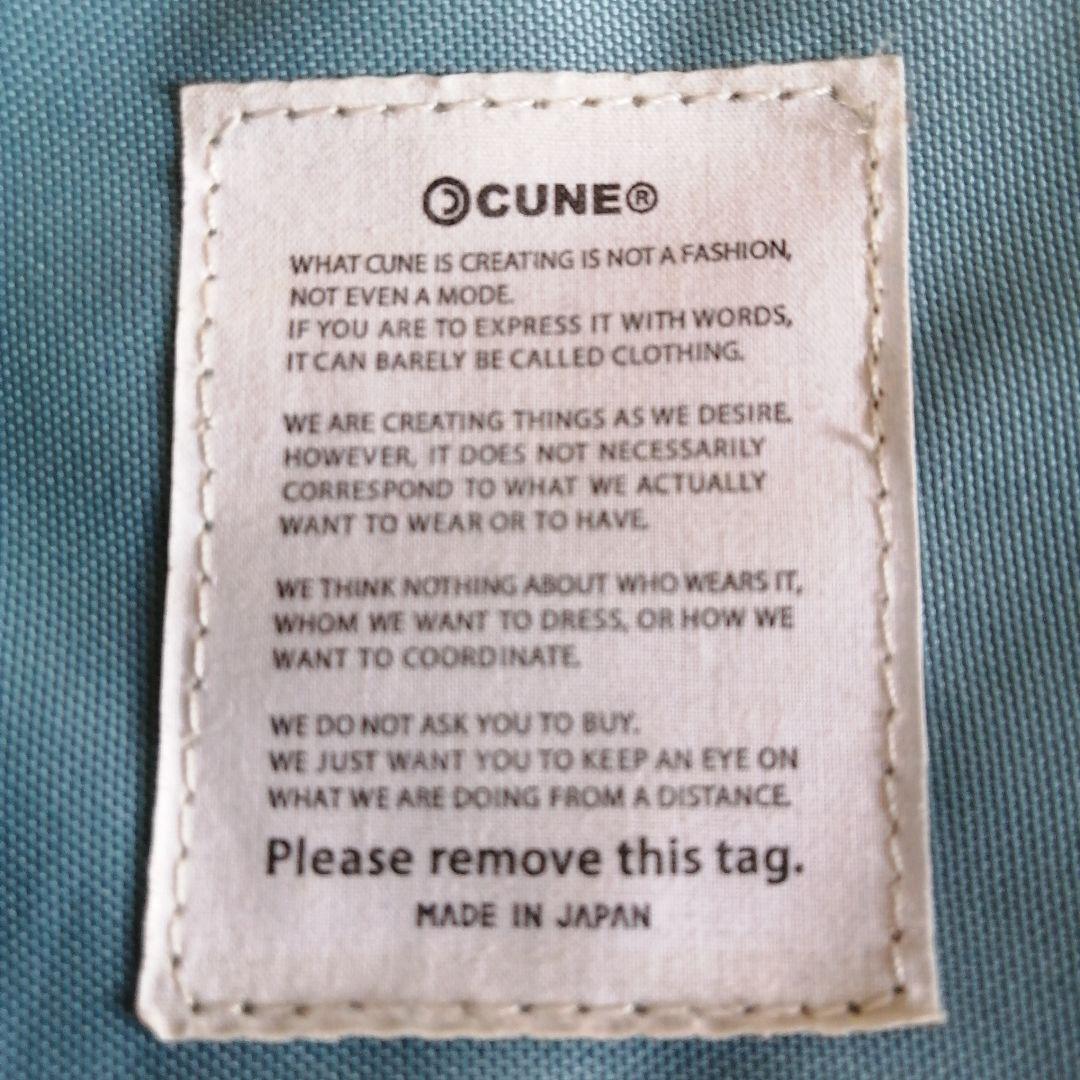 CUNE®
WHAT CUNE IS CREATING IS NOT A FASHION,
NOT EVEN A MODE.
IF YOU ARE TO EXPRESS IT WITH WORDS,
IT CAN BARELY BE CALLED CLOTHING.
WE ARE CREATING THINGS AS WE DESIRE.
HOWEVER, IT DOES NOT NECESSARILY
CORRESPOND TO WHAT WE ACTUALLY
WANT TO WEAR OR TO HAVE.
WE THINK NOTHING ABOUT WHO WEARS IT,
WHOM WE WANT TO DRESS, OR HOW WE
WANT TO COORDINATE.
WE DO NOT ASK YOU TO BUY.
WE JUST WANT YOU TO KEEP AN EYE ON
WHAT WE ARE DOING FROM A DISTANCE.
Please remove this tag.
MADE IN JAPAN